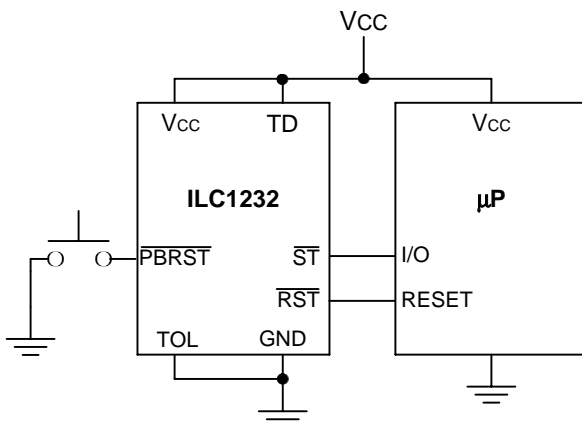 VCC
VCC TD VCC
ILC1232 µP
PBRST ST I/O
RST RESET
TOL GND